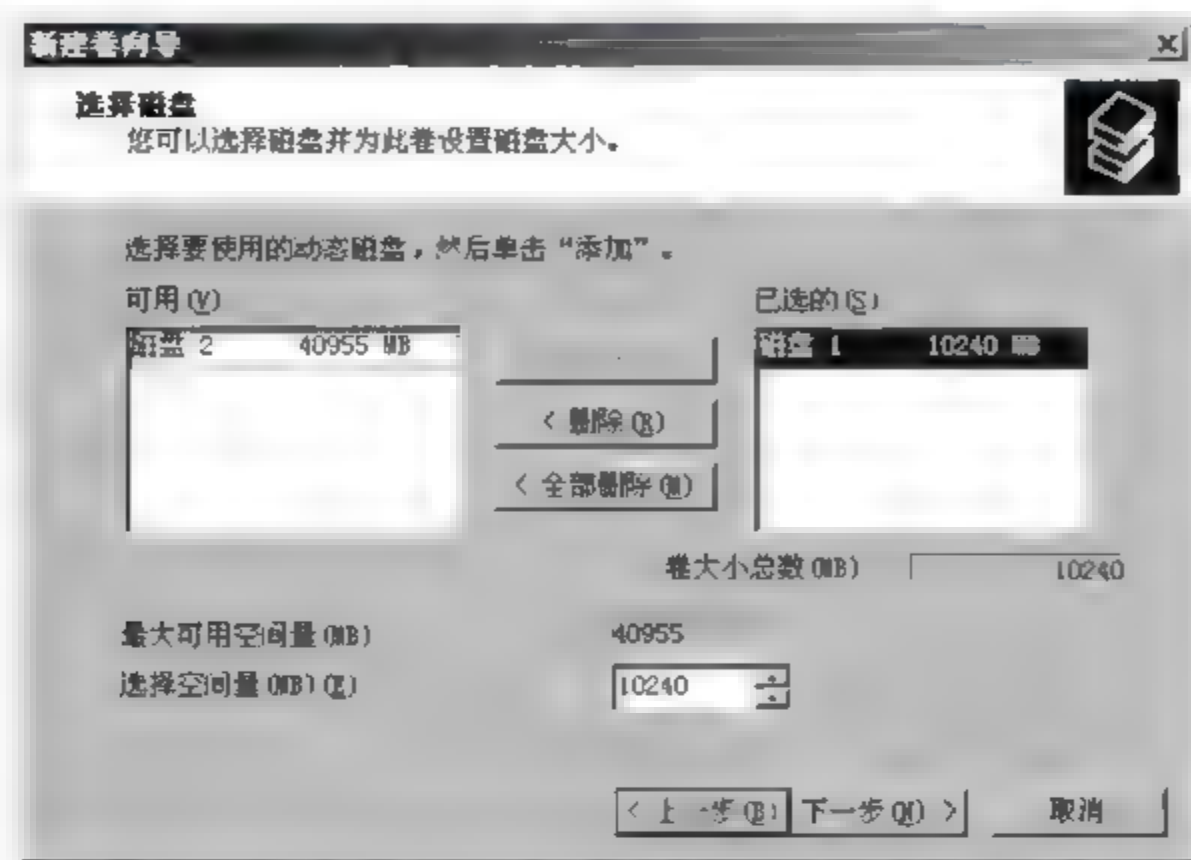 新建卷向导
选择磁盘
您可以选择磁盘并为此卷设置磁盘大小。
选择要使用的动态磁盘，然后单击“添加”。
可用(V)
已选的(S)
磁盘 2 40955 MB
磁盘 1 10240 MB
< 删除(R)
< 全部删除(M)
卷大小总数(MB) 10240
最大可用空间量(MB) 40955
选择空间量(MB)(E) 10240
< 上一步(B) 下一步(N) > 取消